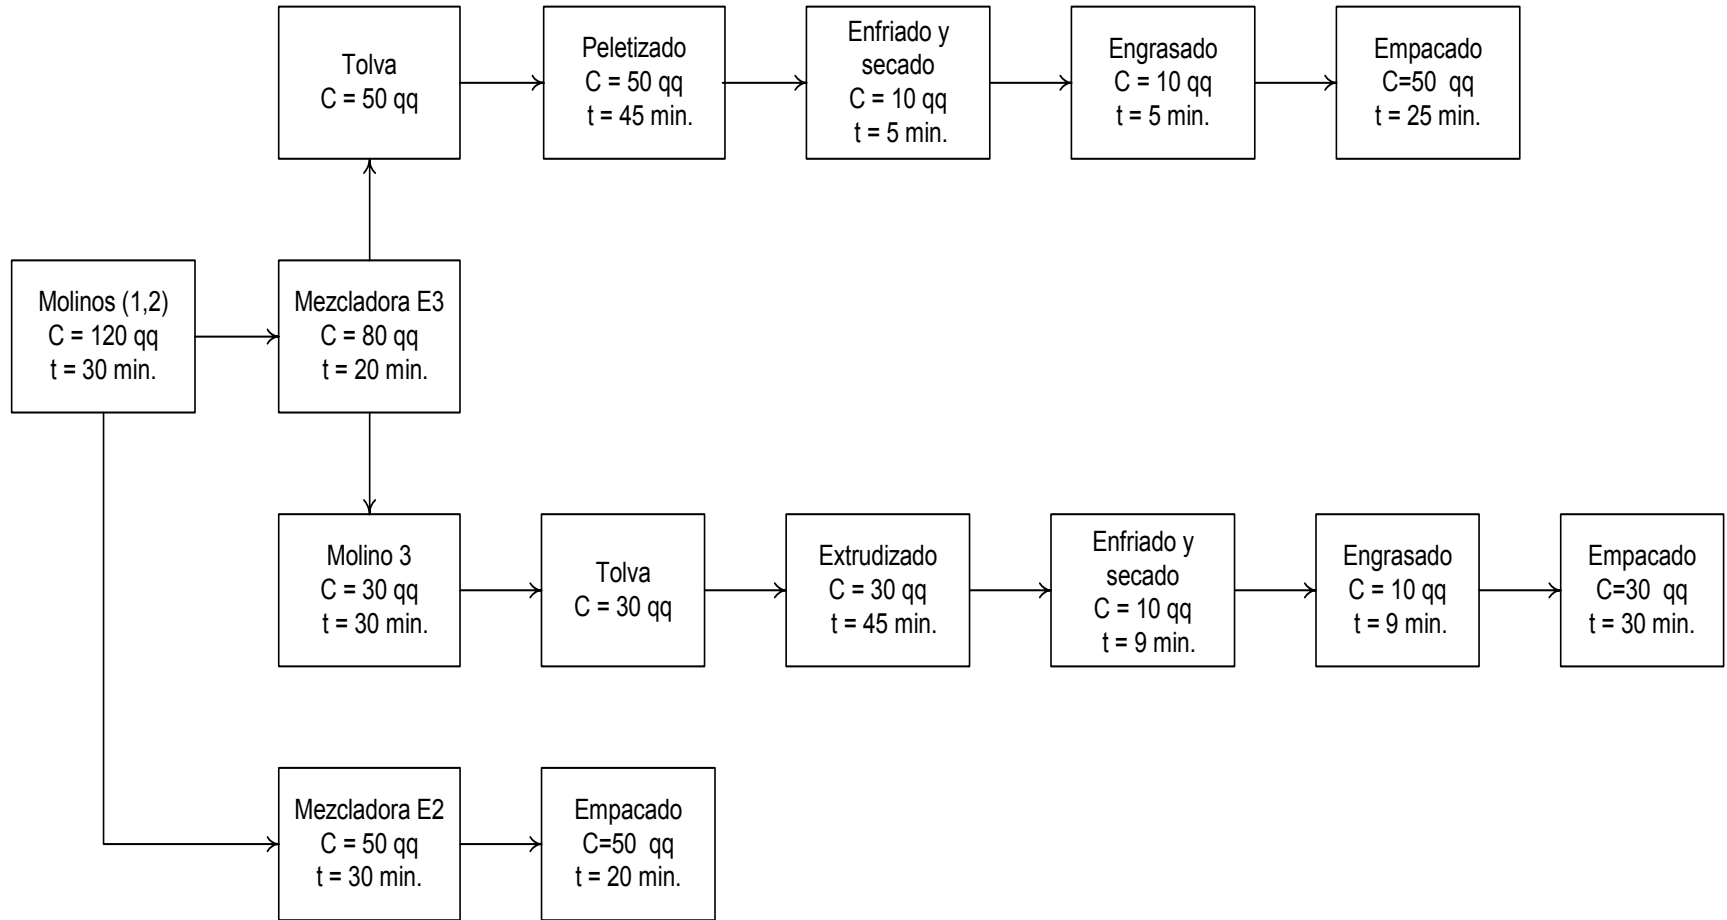 Tolva
C = 50 qq
Peletizado
C = 50 qq
t = 45 min.
Enfriado y
secado
C = 10 qq
t = 5 min.
Engrasado
C = 10 qq
t = 5 min.
Empacado
C=50 qq
t = 25 min.
Molinos (1,2)
C = 120 qq
t = 30 min.
Mezcladora E3
C = 80 qq
t = 20 min.
Molino 3
C = 30 qq
t = 30 min.
Tolva
C = 30 qq
Extrudizado
C = 30 qq
t = 45 min.
Enfriado y
secado
C = 10 qq
t = 9 min.
Engrasado
C = 10 qq
t = 9 min.
Empacado
C=30 qq
t = 30 min.
Mezcladora E2
C = 50 qq
t = 30 min.
Empacado
C=50 qq
t = 20 min.